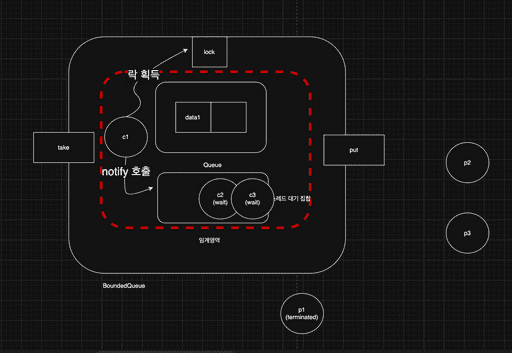 lock
락 획득
data1
c1
take
put
p2
Queue
notify 호출
c2
(wait)
c3
(wait)
레드 대기 집합
p3
임계영역
BoundedQueue
p1
(terminated)